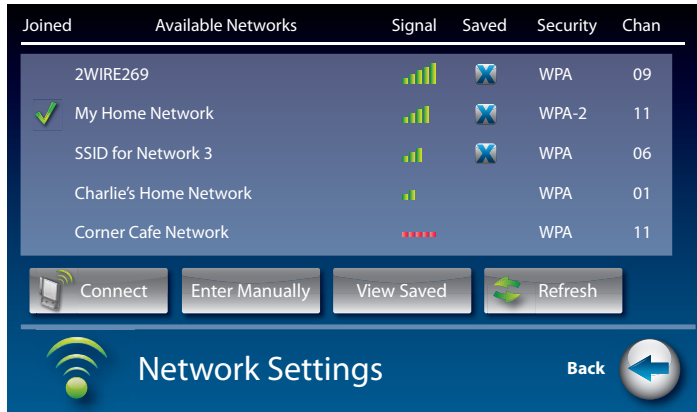 Joined Available Networks Signal Saved Security Chan
2WIRE269 WPA 09
My Home Network WPA-2 11
SSID for Network 3 WPA 06
Charlie's Home Network WPA 01
Corner Cafe Network WPA 11
Connect Enter Manually View Saved Refresh
Network Settings Back